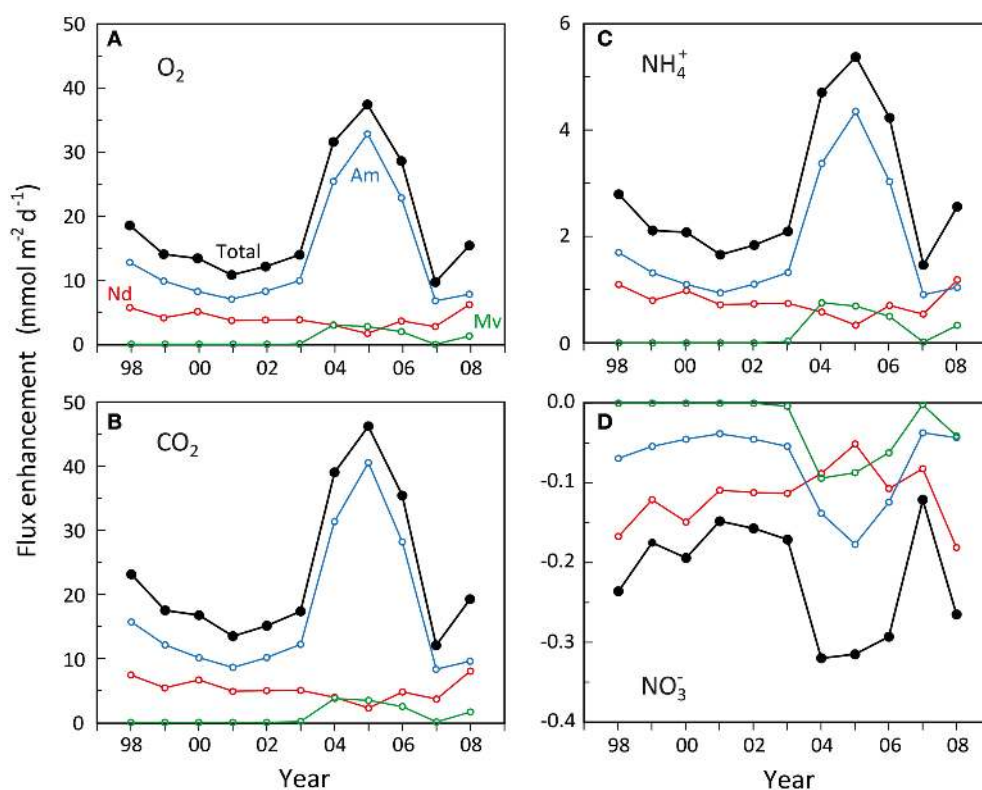 Flux enhancement (mmol m⁻² d⁻¹)
A
O₂
50
40
30
20
10
0
Am
Total
Nd
Mv
98 00 02 04 06 08
B
CO₂
50
40
30
20
10
0
98 00 02 04 06 08
Year
C
NH₄⁺
6
4
2
0
98 00 02 04 06 08
D
NO₃⁻
0.0
-0.1
-0.2
-0.3
-0.4
98 00 02 04 06 08
Year